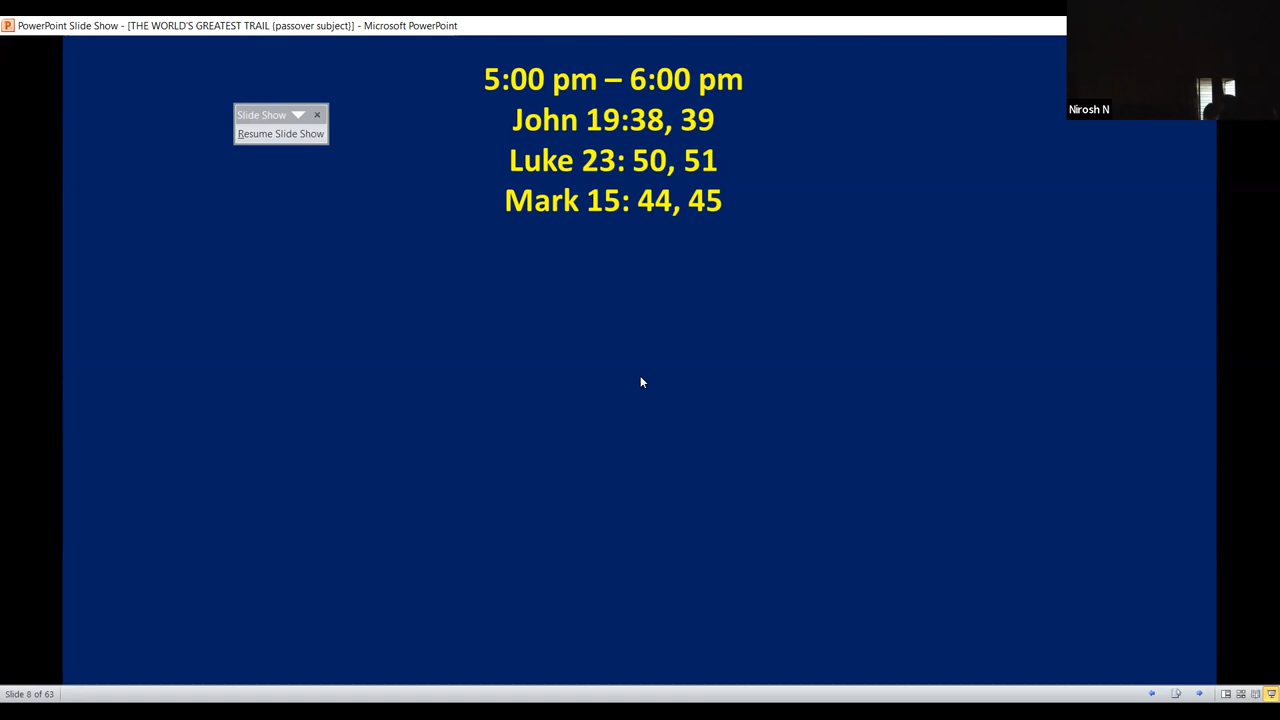 PowerPoint Slide Show - [THE WORLD'S GREATEST TRAIL (passover subject)] - Microsoft PowerPoint
Nirosh N
5:00 pm – 6:00 pm
John 19:38, 39
Luke 23: 50, 51
Mark 15: 44, 45
Slide Show
Resume Slide Show
Slide 8 of 63